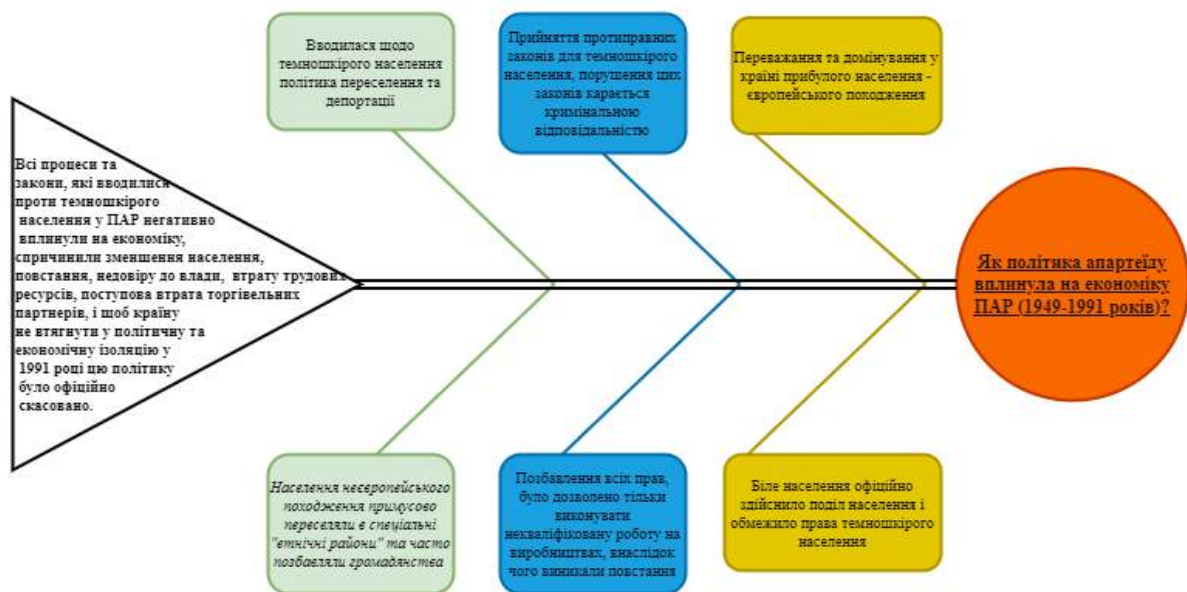 Вводилася щодо
темношкірого населення
політика переселення та
депортації
Прийняття протиправних
законів для темношкірого
населення, порушення цих
законів карається
кримінальною
відповідальністю
Переважання та домінування у
країні прибулого населення -
європейського походження
Всі процеси та
закони, які вводилися
проти темношкірого
населення у ПАР негативно
вплинули на економіку,
спричинили зменшення населення,
повстання, недовіру до влади, втрату трудових
ресурсів, поступова втрата торгівельних
партнерів, і щоб країну
не втягнути у політичну та
економічну ізоляцію у
1991 році цю політику
було офіційно
скасовано.
Як політика апартеїду
вплинула на економіку
ПАР (1949-1991 років)?
Населення неєвропейського
походження примусово
переселяли в спеціальні
"етнічні райони" та часто
позбавляли громадянства
Позбавлення всіх прав,
було дозволено тільки
виконувати
некваліфіковану роботу на
виробництвах, внаслідок
чого виникали повстання
Біле населення офіційно
здійснило поділ населення і
обмежило права темношкірого
населення